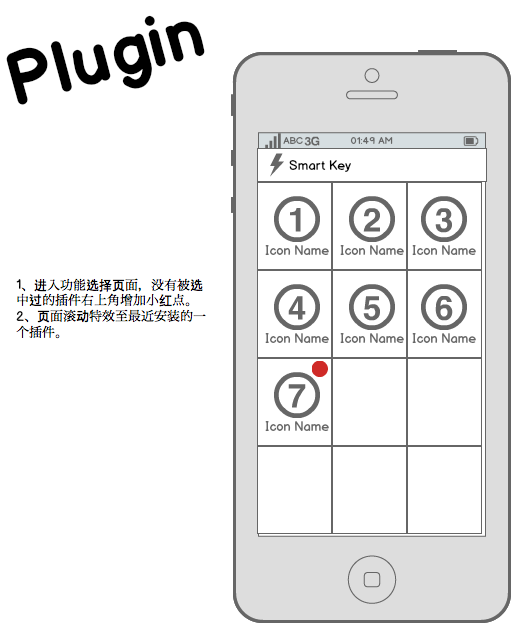 Plugin
ABC 3G 01:49 AM
Smart Key
1 2 3
Icon Name Icon Name Icon Name
1、进入功能选择页面，没有被选
中过的插件右上角增加小红点。
2、页面滚动特效至最近安装的一
个插件。
4 5 6
Icon Name Icon Name Icon Name
7
Icon Name